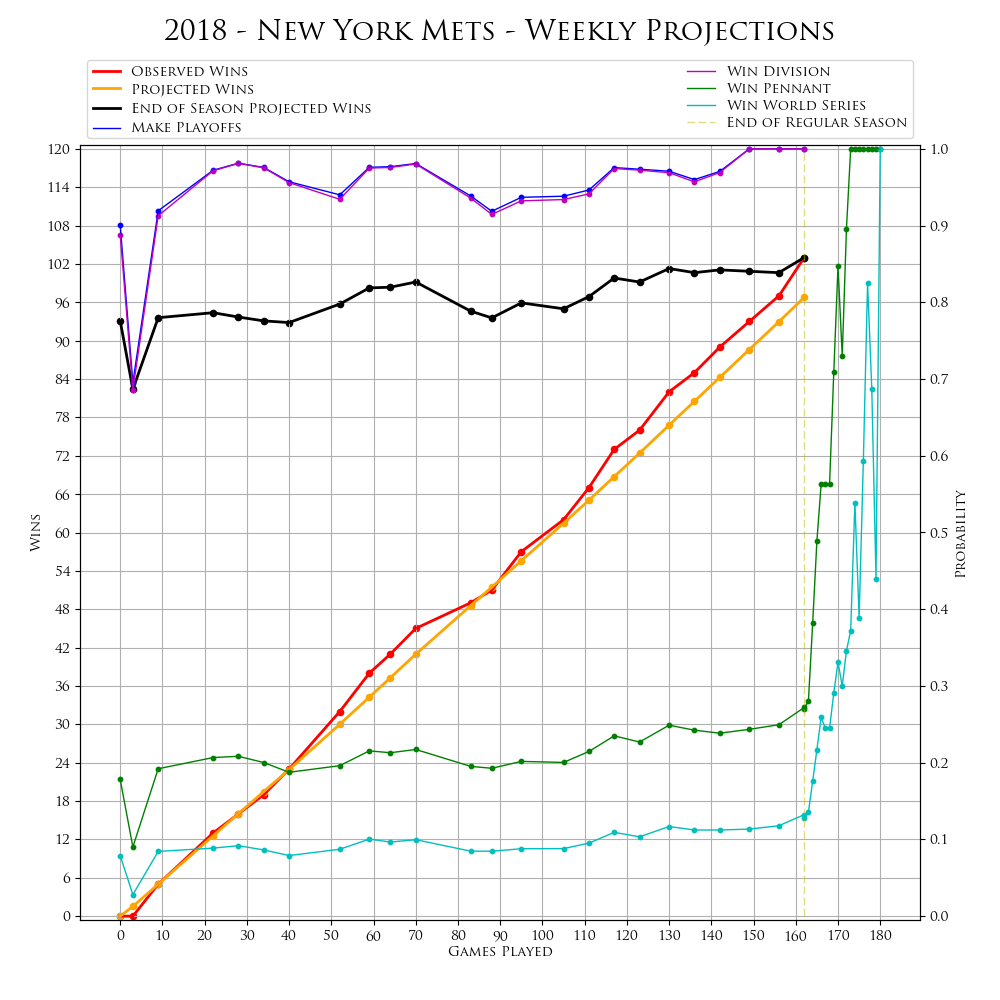 2018 - New York Mets - Weekly Projections
Observed Wins
Projected Wins
End of Season Projected Wins
Make Playoffs
Win Division
Win Pennant
Win World Series
End of Regular Season
120
114
108
102
96
90
84
78
72
66
60
54
48
42
36
30
24
18
12
6
0
Wins
1.0
0.9
0.8
0.7
0.6
0.5
0.4
0.3
0.2
0.1
0.0
Probability
0 10 20 30 40 50 60 70 80 90 100 110 120 130 140 150 160 170 180
Games Played